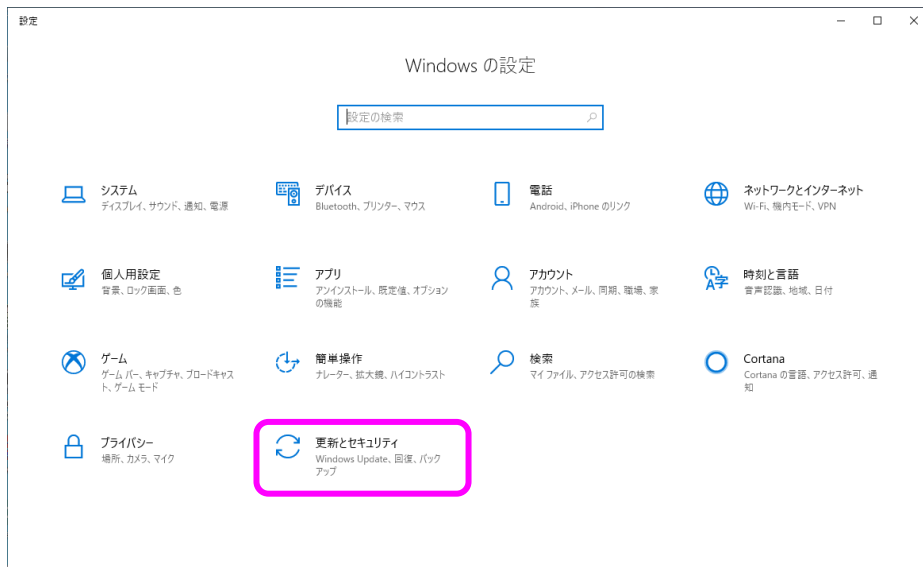 設定
Windows の設定
設定の検索
システム
ディスプレイ、サウンド、通知、電源
デバイス
Bluetooth、プリンター、マウス
電話
Android、iPhone のリンク
ネットワークとインターネット
Wi-Fi、機内モード、VPN
個人用設定
背景、ロック画面、色
アプリ
アンインストール、既定値、オプション
の機能
アカウント
アカウント、メール、同期、職場、家
族
時刻と言語
音声認識、地域、日付
ゲーム
ゲーム バー、キャプチャ、ブロードキャス
ト、ゲーム モード
簡単操作
ナレーター、拡大鏡、ハイコントラスト
検索
マイ ファイル、アクセス許可の検索
Cortana
Cortana の言語、アクセス許可、通
知
プライバシー
場所、カメラ、マイク
更新とセキュリティ
Windows Update、回復、バック
アップ